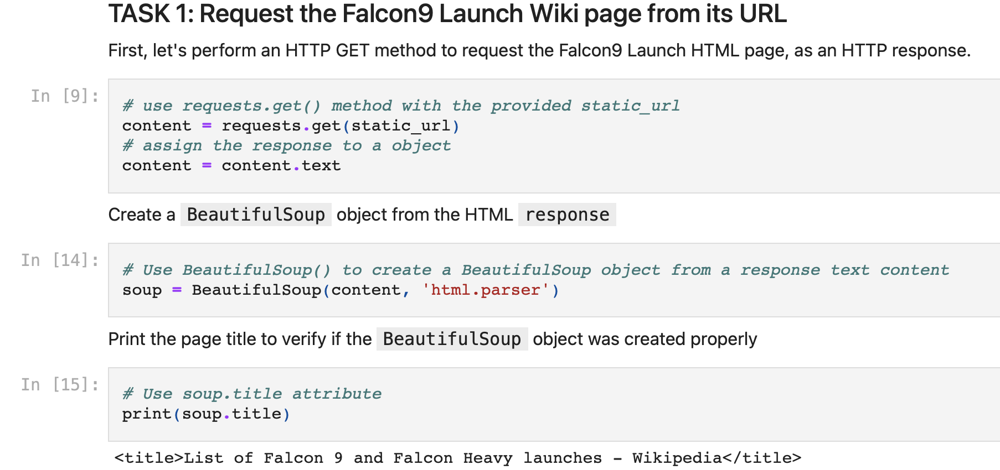 TASK 1: Request the Falcon9 Launch Wiki page from its URL
First, let's perform an HTTP GET method to request the Falcon9 Launch HTML page, as an HTTP response.
In [9]:
# use requests.get() method with the provided static_url
content = requests.get(static_url)
# assign the response to a object
content = content.text
Create a BeautifulSoup object from the HTML response
In [14]:
# Use BeautifulSoup() to create a BeautifulSoup object from a response text content
soup = BeautifulSoup(content, 'html.parser')
Print the page title to verify if the BeautifulSoup object was created properly
In [15]:
# Use soup.title attribute
print(soup.title)
<title>List of Falcon 9 and Falcon Heavy launches - Wikipedia</title>